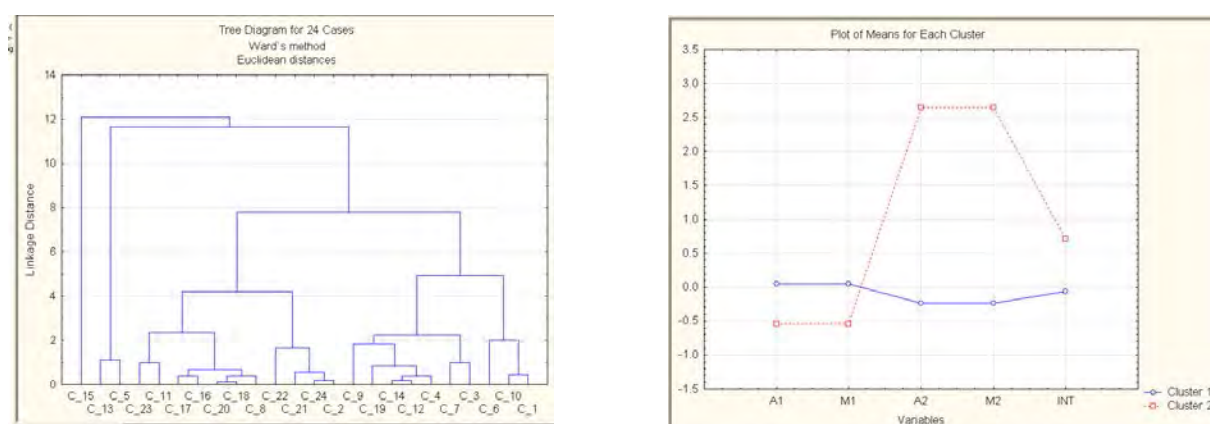 Tree Diagram for 24 Cases
Ward`s method
Euclidean distances
14
12
10
8
6
4
2
0
Linkage Distance
C_15 C_5 C_11 C_16 C_18 C_22 C_24 C_9 C_14 C_4 C_3 C_10
C_13 C_23 C_17 C_20 C_8 C_21 C_2 C_19 C_12 C_7 C_6 C_1
Plot of Means for Each Cluster
3.5
3.0
2.5
2.0
1.5
1.0
0.5
0.0
-0.5
-1.0
-1.5
A1 M1 A2 M2 INT
Variables
Cluster 1
Cluster 2